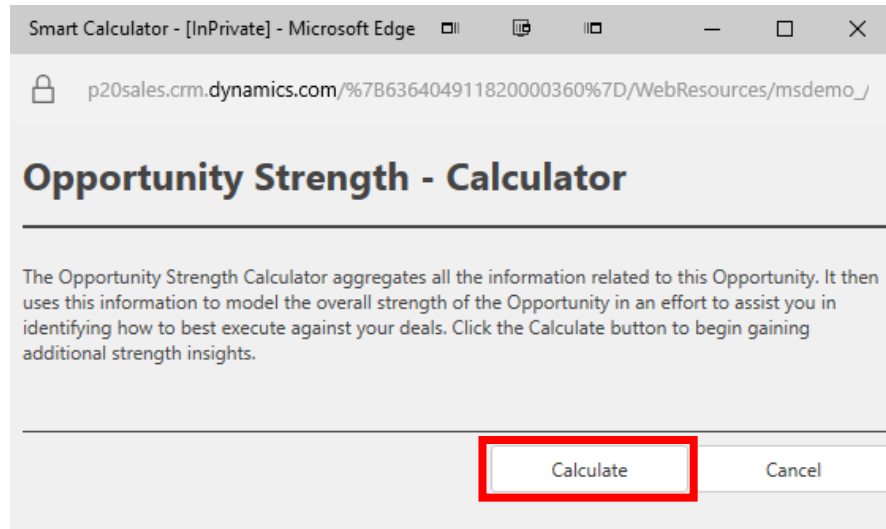 Smart Calculator - [InPrivate] - Microsoft Edge
p20sales.crm.dynamics.com/%7B636404911820000360%7D/WebResources/msdemo_/
Opportunity Strength - Calculator
The Opportunity Strength Calculator aggregates all the information related to this Opportunity. It then
uses this information to model the overall strength of the Opportunity in an effort to assist you in
identifying how to best execute against your deals. Click the Calculate button to begin gaining
additional strength insights.
Calculate Cancel